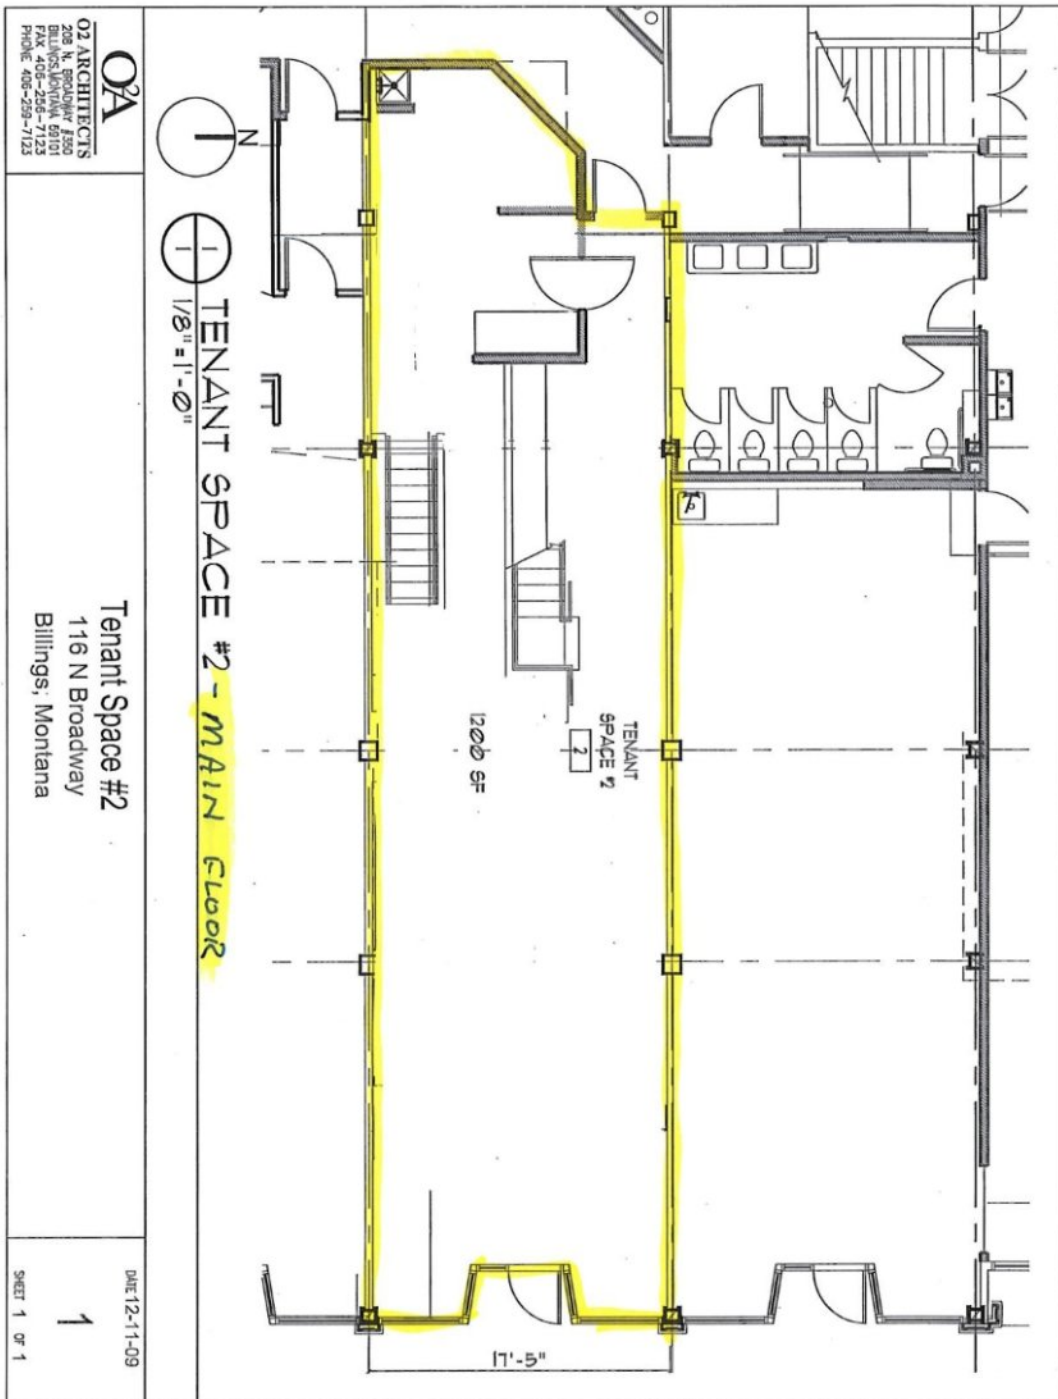 O2A
O2 ARCHITECTS
208 N. BROADWAY #350
BILLINGS, MONTANA 59101
FAX 406-256-7123
PHONE 406-259-7123
N
1
1
TENANT SPACE #2 - MAIN FLOOR
1/8" = 1'-0"
TENANT
SPACE #2
2
1200 SF
17'-5"
Tenant Space #2
116 N Broadway
Billings, Montana
DATE 12-11-09
1
SHEET 1 OF 1